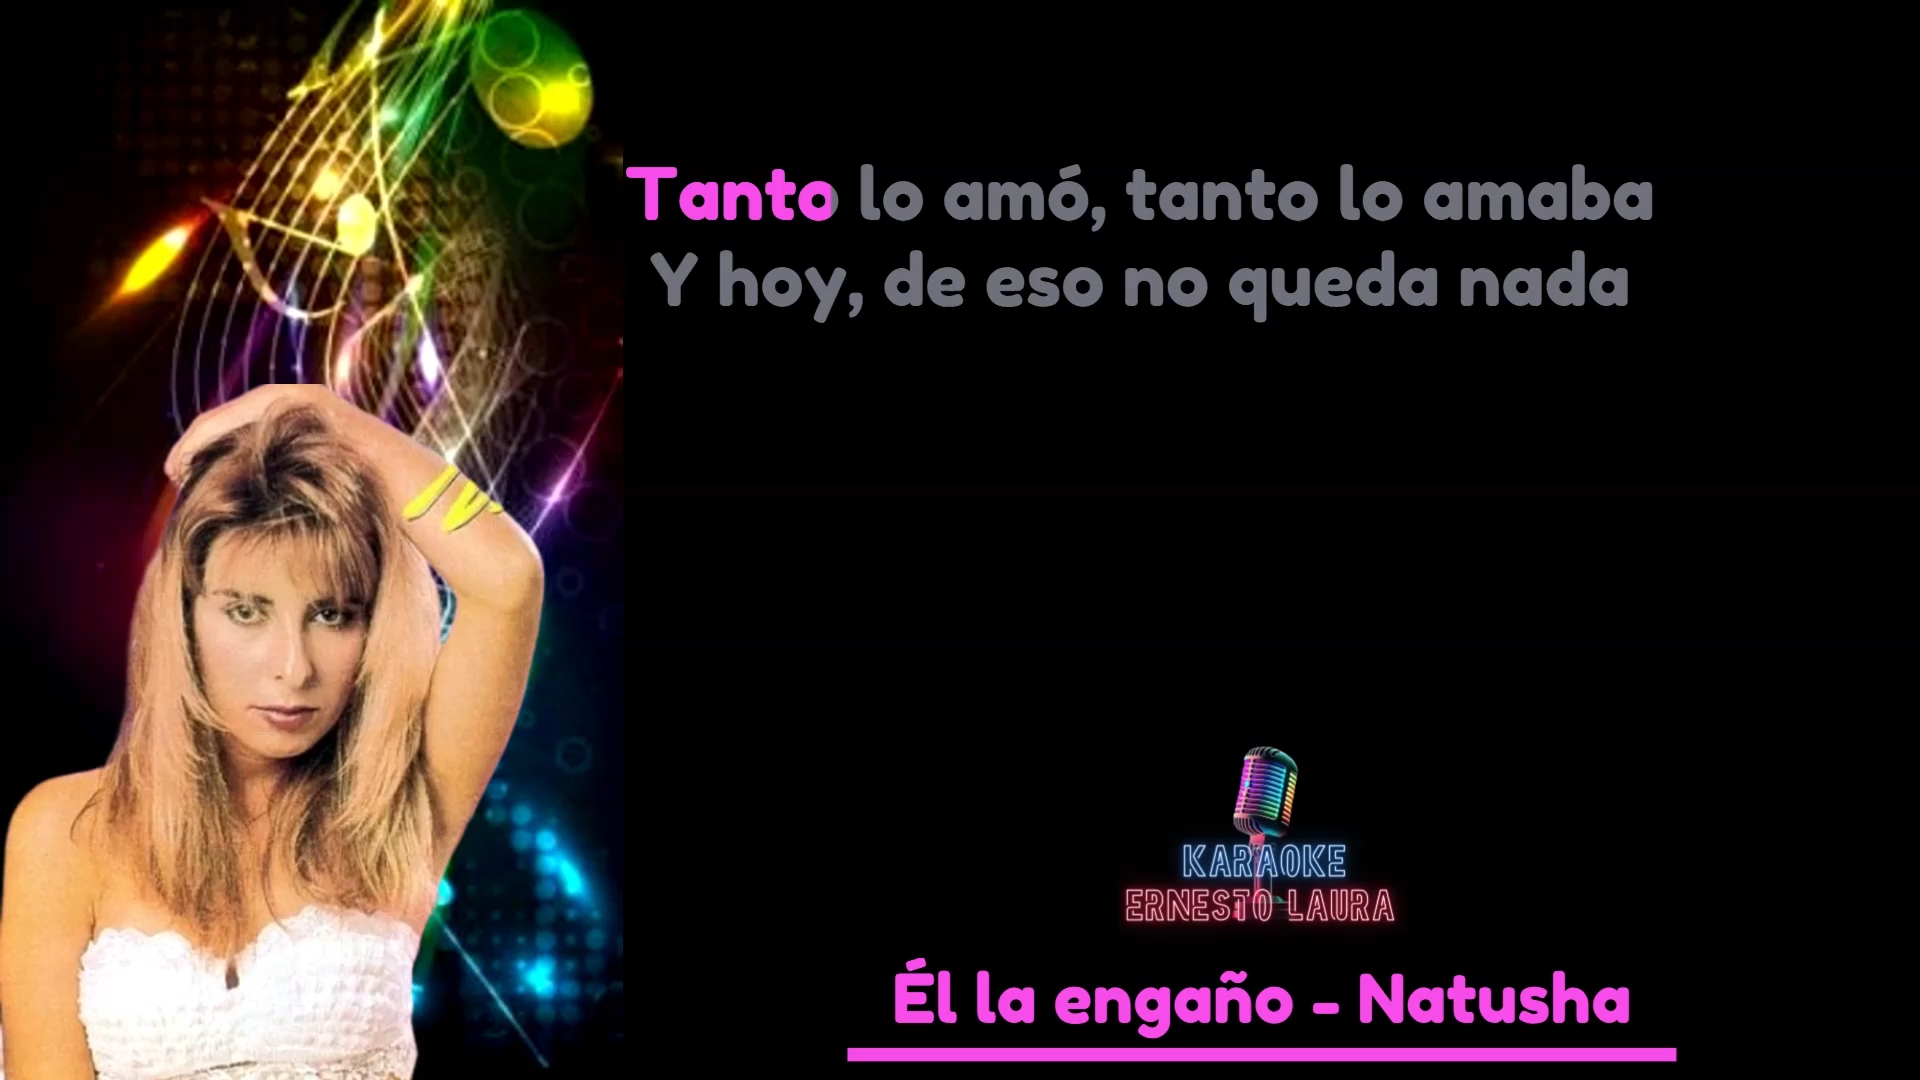 Tanto lo amó, tanto lo amaba
Y hoy, de eso no queda nada
KARAOKE
ERNESTO LAURA
Él la engaño - Natusha